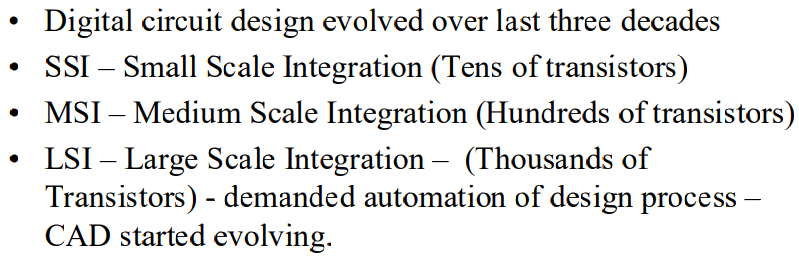 • Digital circuit design evolved over last three decades
• SSI – Small Scale Integration (Tens of transistors)
• MSI – Medium Scale Integration (Hundreds of transistors)
• LSI – Large Scale Integration –  (Thousands of
Transistors) - demanded automation of design process –
CAD started evolving.